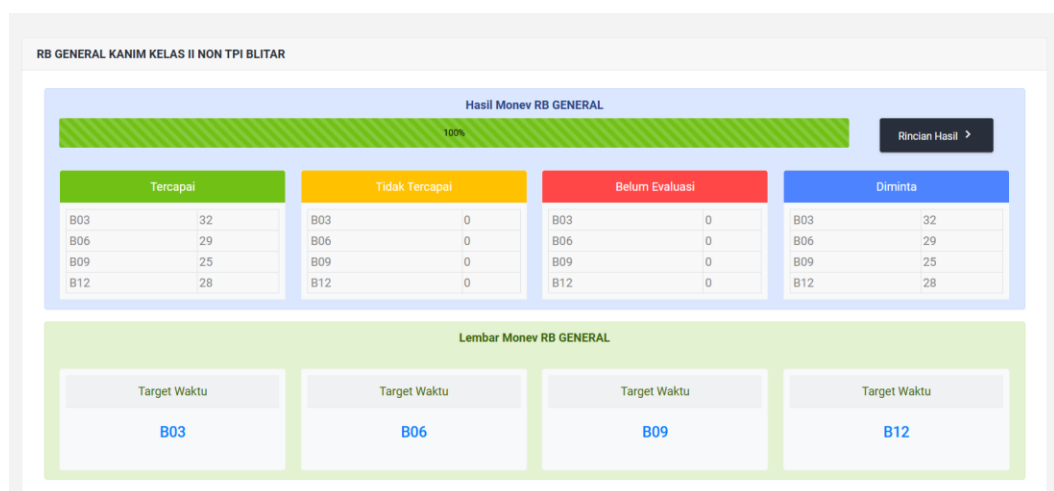 RB GENERAL KANIM KELAS II NON TPI BLITAR
Hasil Monev RB GENERAL
100%
Rincian Hasil >
Tercapai
B03 32
B06 29
B09 25
B12 28
Tidak Tercapai
B03 0
B06 0
B09 0
B12 0
Belum Evaluasi
B03 0
B06 0
B09 0
B12 0
Diminta
B03 32
B06 29
B09 25
B12 28
Lembar Monev RB GENERAL
Target Waktu
B03
Target Waktu
B06
Target Waktu
B09
Target Waktu
B12